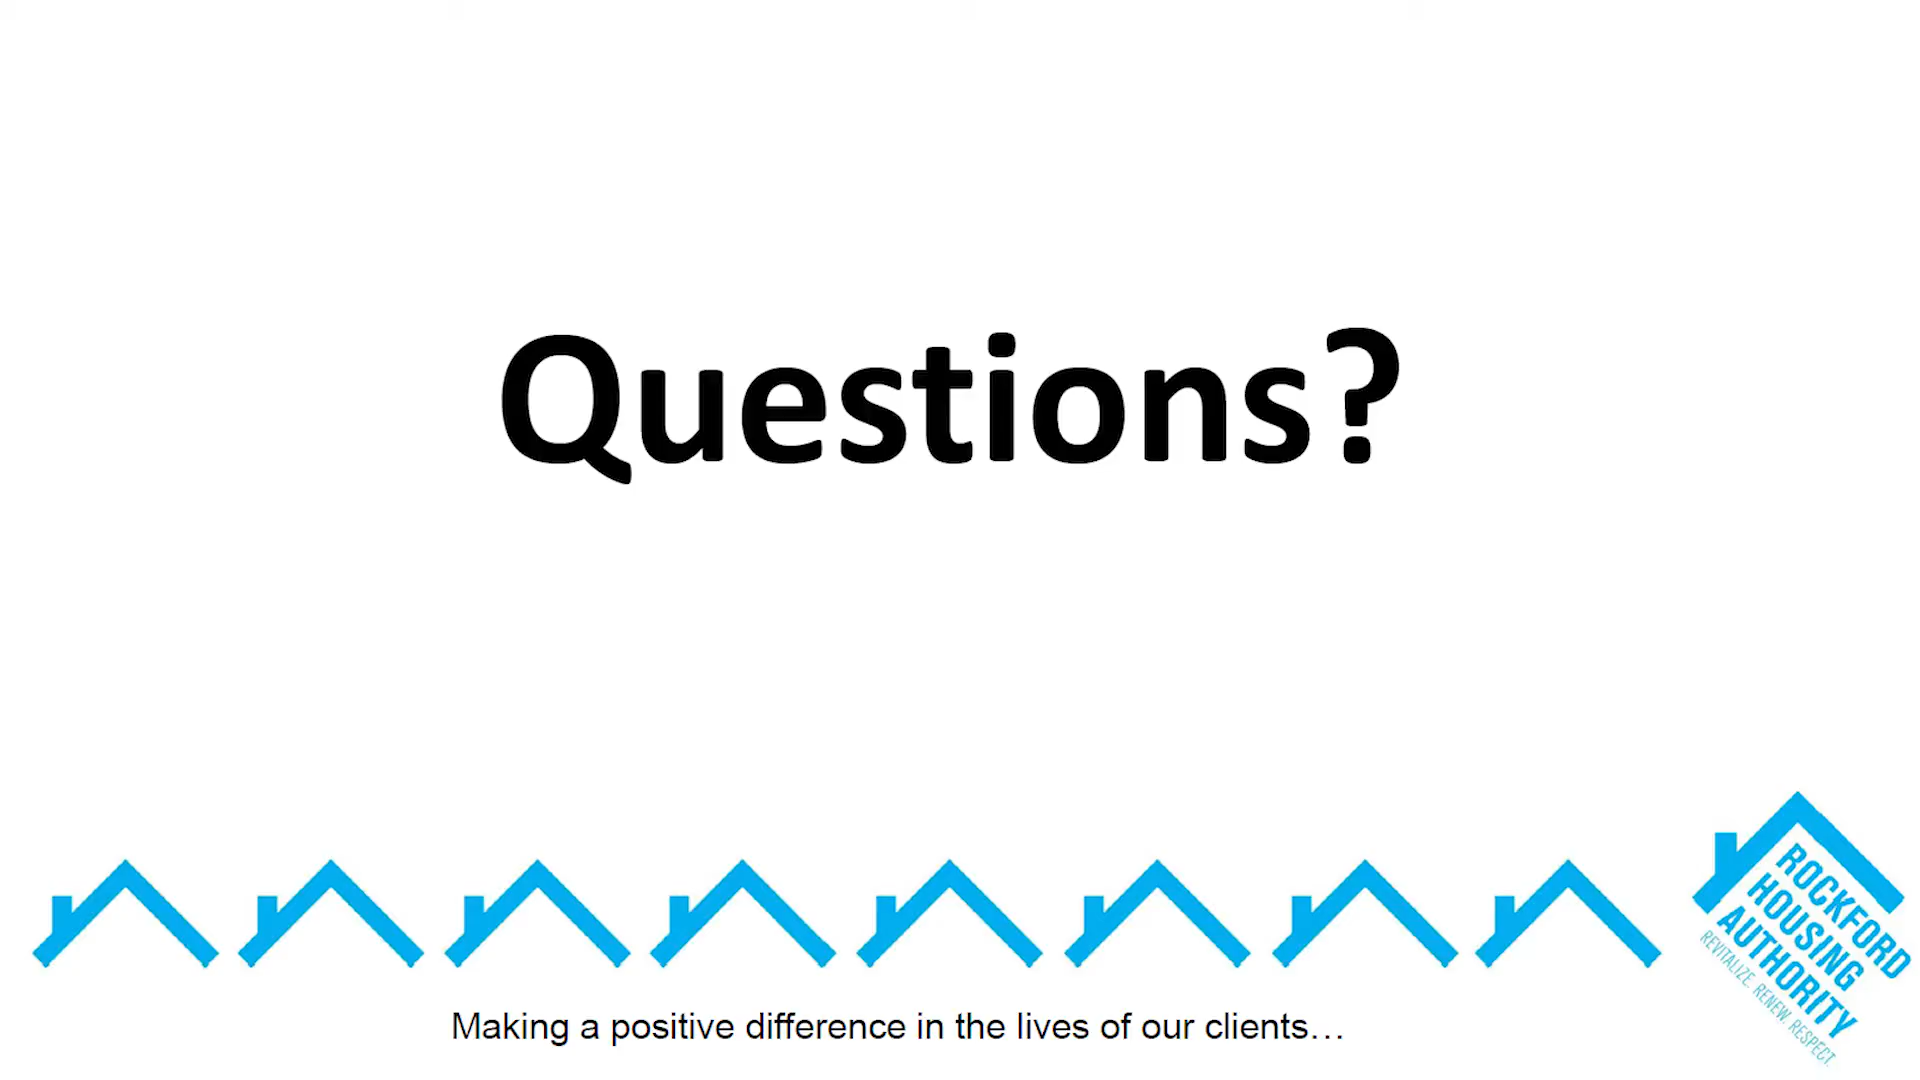 Questions?
ROCKFORD
HOUSING
AUTHORITY
REVITALIZE. RENEW. RESPECT.
Making a positive difference in the lives of our clients…